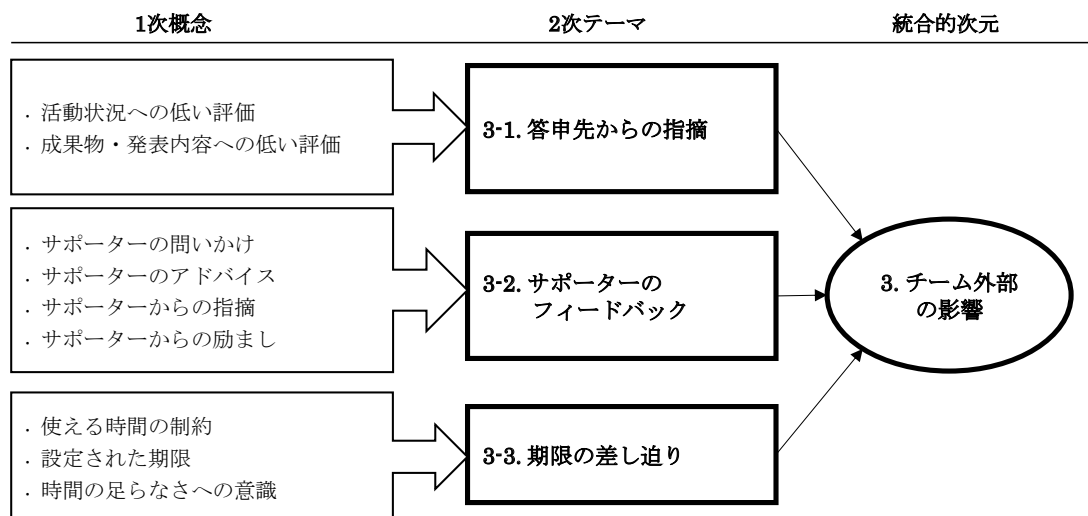 1次概念
2次テーマ
統合的次元
. 活動状況への低い評価
. 成果物・発表内容への低い評価
3-1. 答申先からの指摘
. サポーターの問いかけ
. サポーターのアドバイス
. サポーターからの指摘
. サポーターからの励まし
3-2. サポーターの
フィードバック
3. チーム外部
の影響
. 使える時間の制約
. 設定された期限
. 時間の足らなさへの意識
3-3. 期限の差し迫り